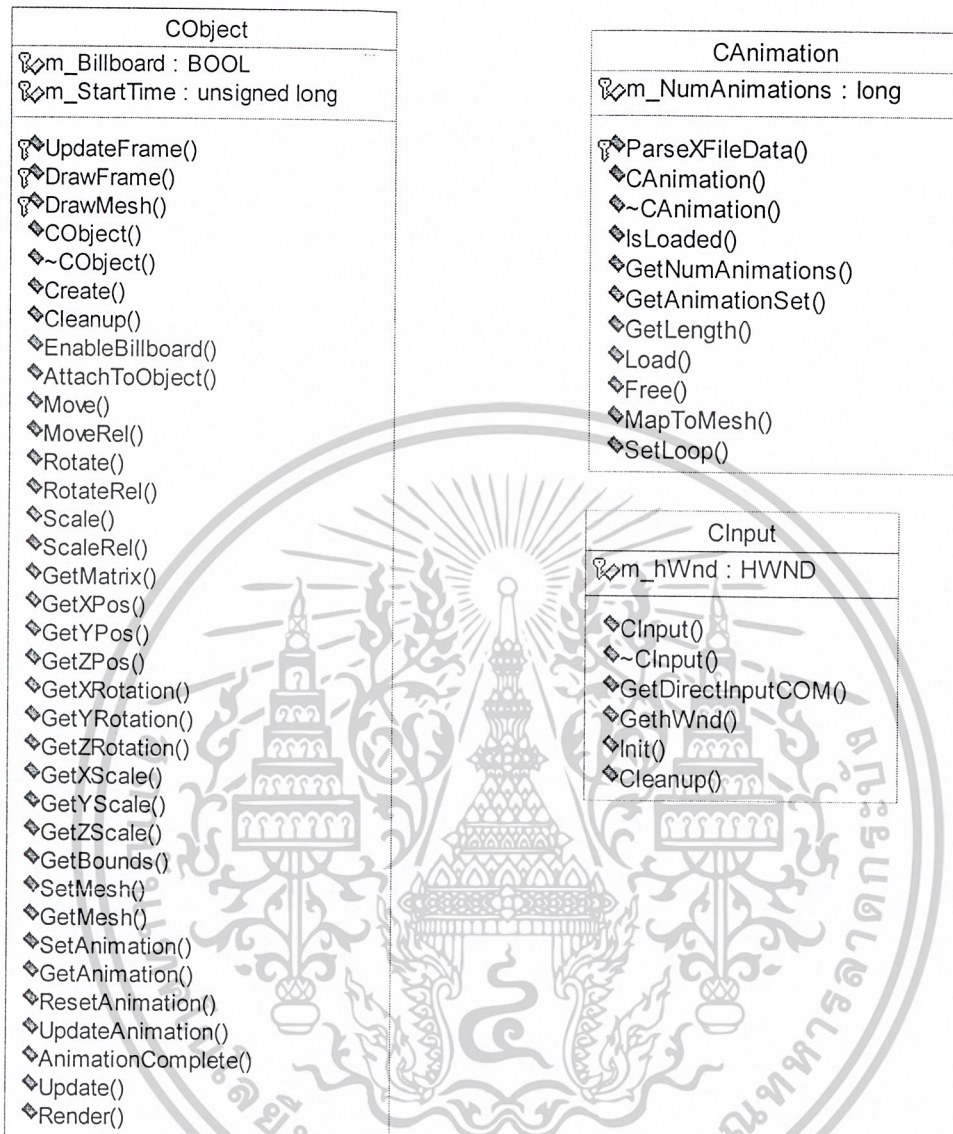 CObject
m_Billboard : BOOL
m_StartTime : unsigned long
UpdateFrame()
DrawFrame()
DrawMesh()
CObject()
~CObject()
Create()
Cleanup()
EnableBillboard()
AttachToObject()
Move()
MoveRel()
Rotate()
RotateRel()
Scale()
ScaleRel()
GetMatrix()
GetXPos()
GetYPos()
GetZPos()
GetXRotation()
GetYRotation()
GetZRotation()
GetXScale()
GetYScale()
GetZScale()
GetBounds()
SetMesh()
GetMesh()
SetAnimation()
GetAnimation()
ResetAnimation()
UpdateAnimation()
AnimationComplete()
Update()
Render()
CAnimation
m_NumAnimations : long
ParseXFileData()
CAnimation()
~CAnimation()
IsLoaded()
GetNumAnimations()
GetAnimationSet()
GetLength()
Load()
Free()
MapToMesh()
SetLoop()
CInput
m_hWnd : HWND
CInput()
~CInput()
GetDirectInputCOM()
GethWnd()
Init()
Cleanup()